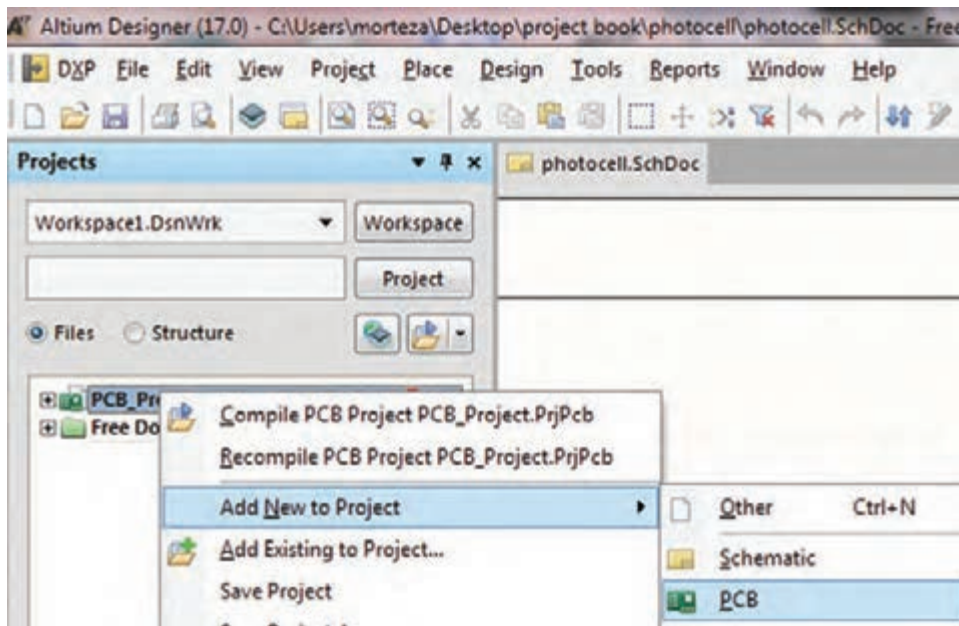 Altium Designer (17.0) - C:\Users\morteza\Desktop\project book\photocell\photocell.SchDoc - Free
DXP File Edit View Project Place Design Tools Reports Window Help
Projects
photocell.SchDoc
Workspace1.DsnWrk
Workspace
Project
Files Structure
PCB_Pr
Free Do
Compile PCB Project PCB_Project.PrjPcb
Recompile PCB Project PCB_Project.PrjPcb
Add New to Project
Add Existing to Project...
Save Project
Other Ctrl+N
Schematic
PCB